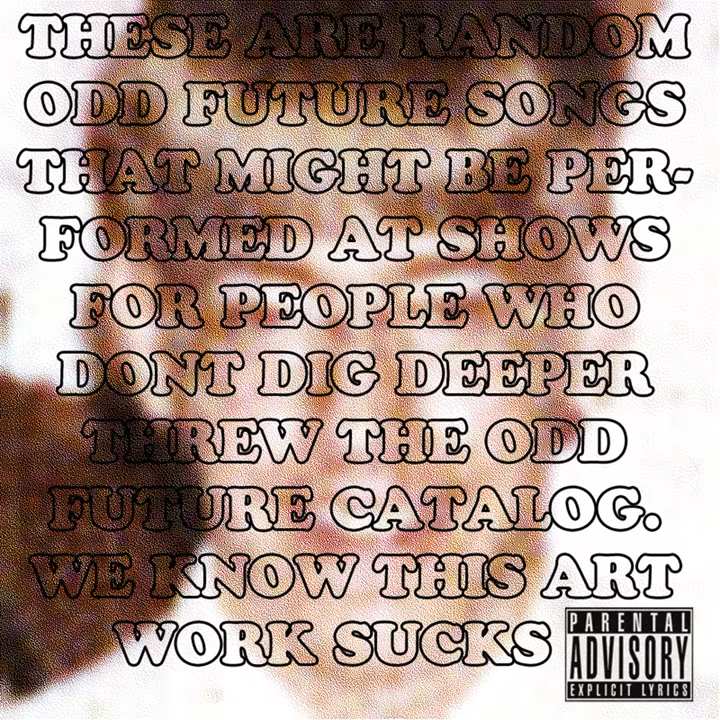 THESE ARE RANDOM
ODD FUTURE SONGS
THAT MIGHT BE PER-
FORMED AT SHOWS
FOR PEOPLE WHO
DONT DIG DEEPER
THREW THE ODD
FUTURE CATALOG.
WE KNOW THIS ART
WORK SUCKS
PARENTAL
ADVISORY
EXPLICIT LYRICS